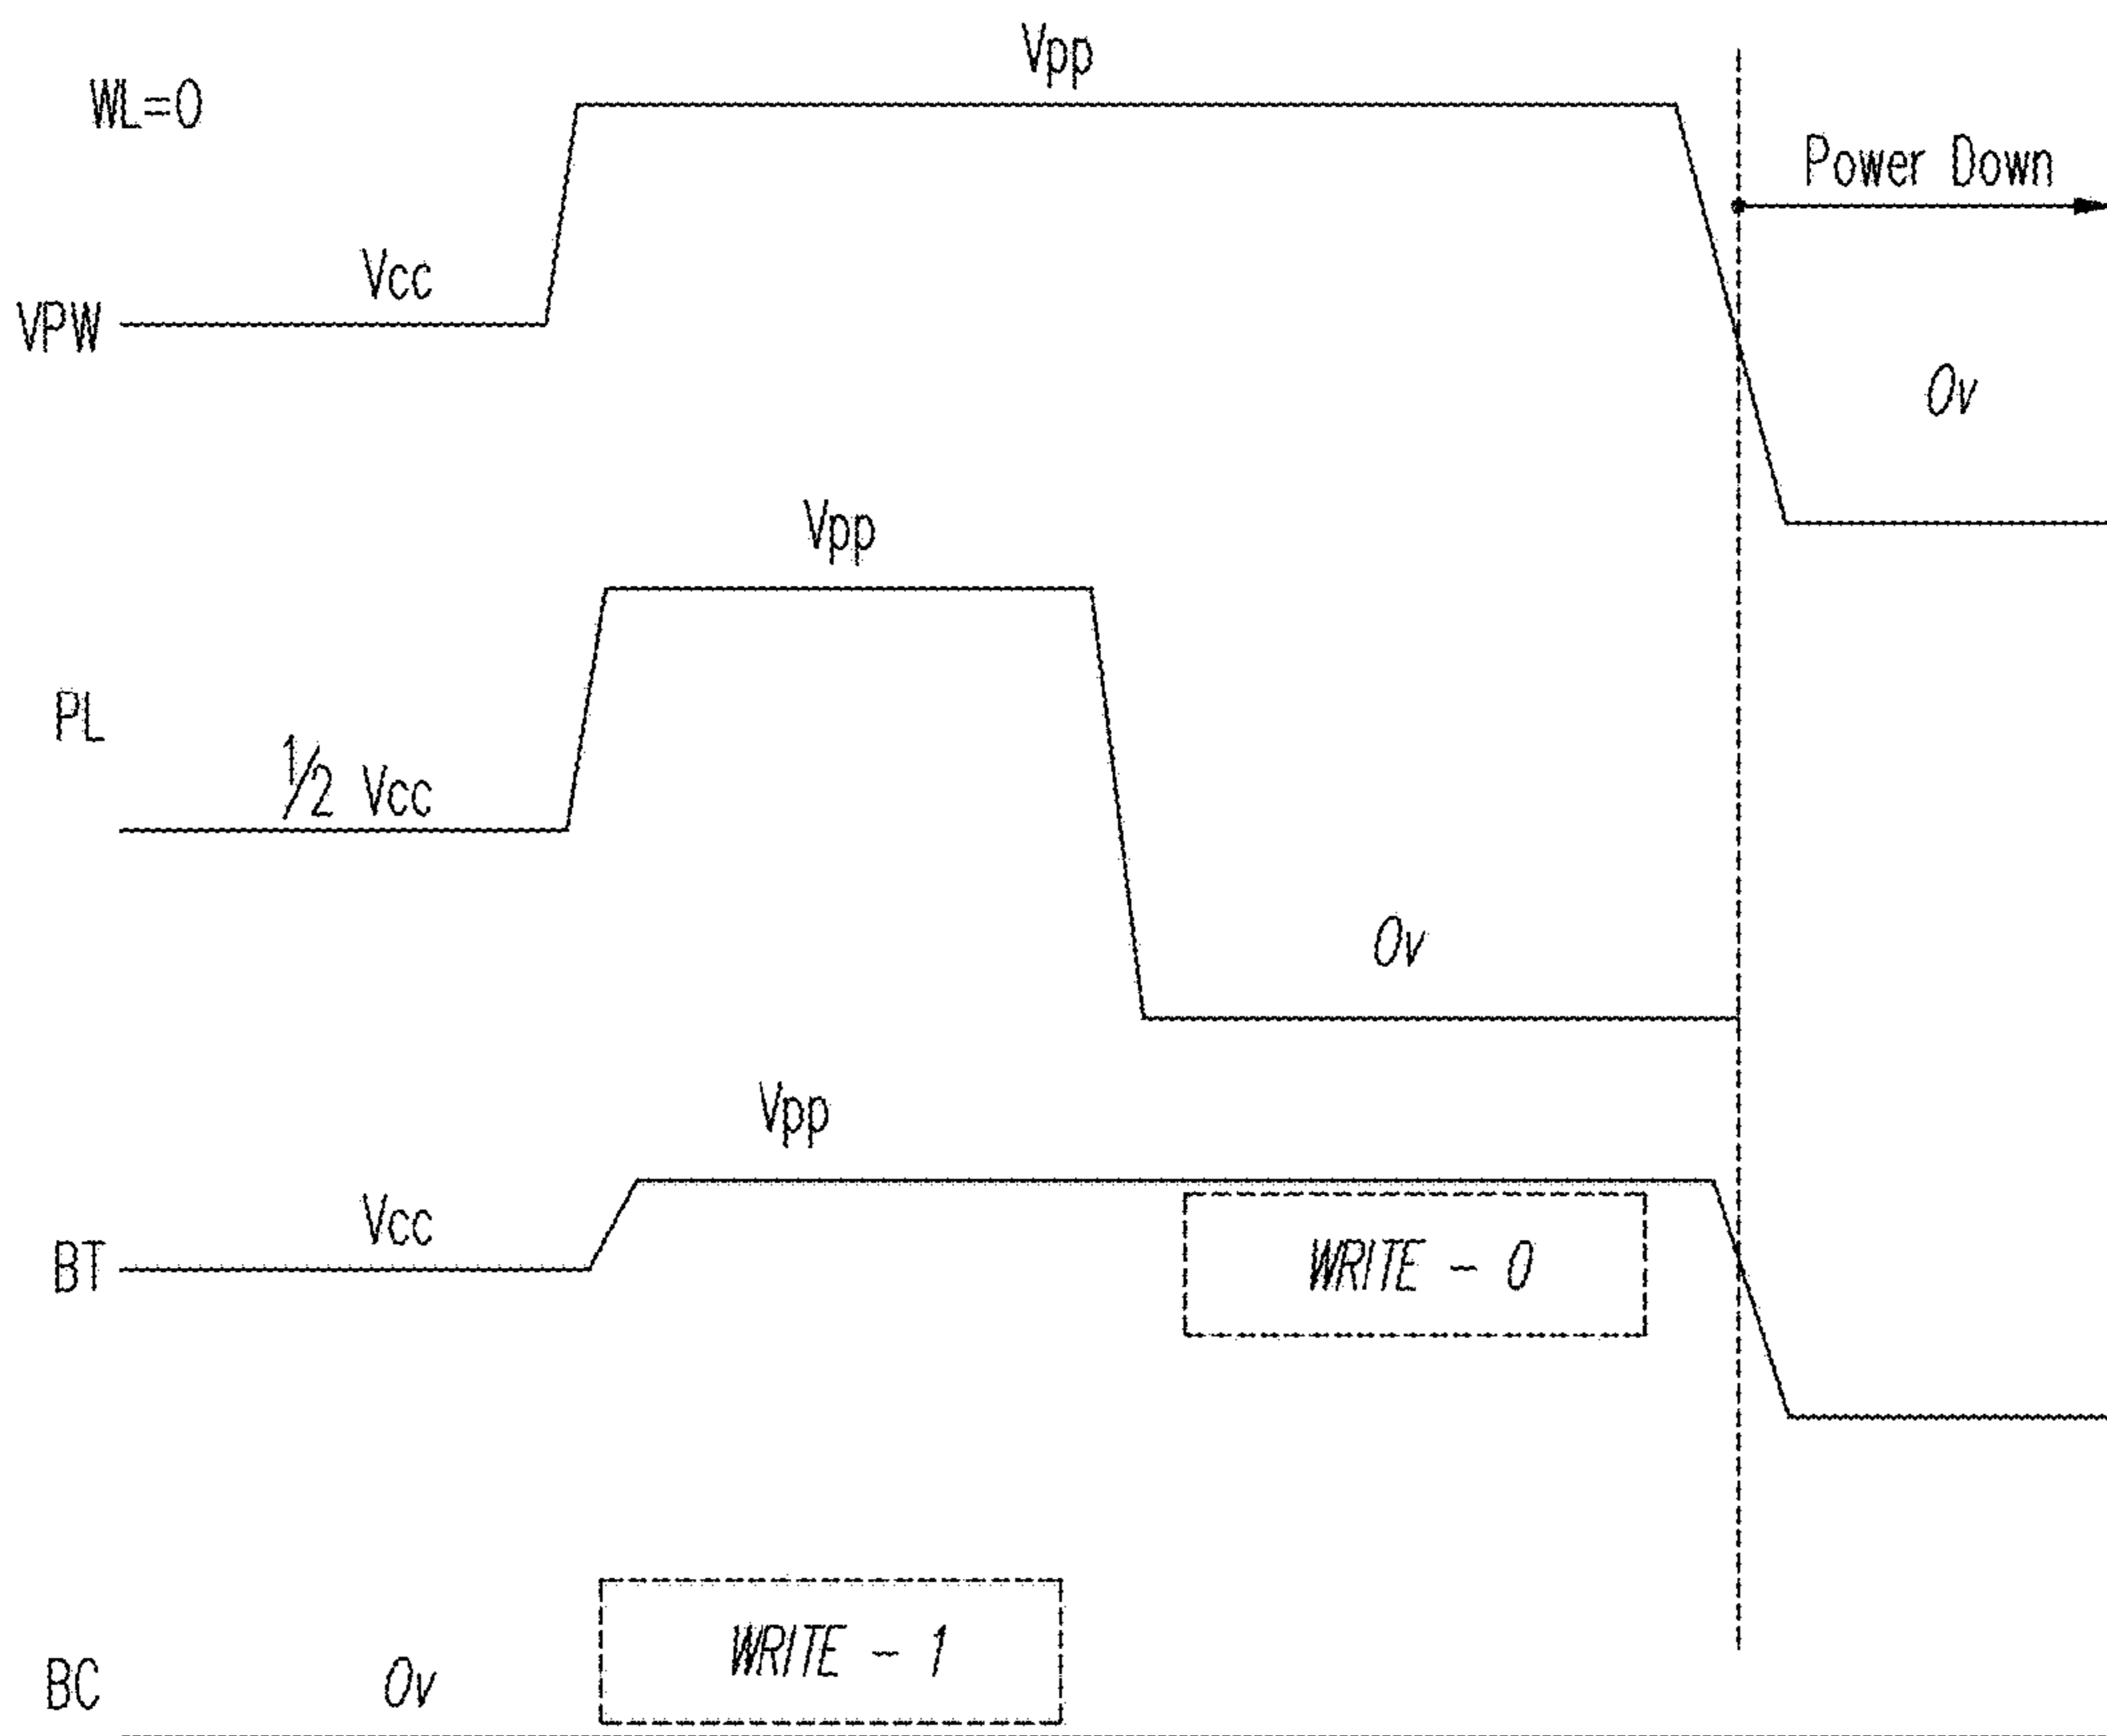 Vpp
WL=0
Power Down
Vcc
VPW
0v
Vpp
PL
1/2 Vcc
0v
Vpp
Vcc
BT
WRITE - 0
WRITE - 1
BC
0v